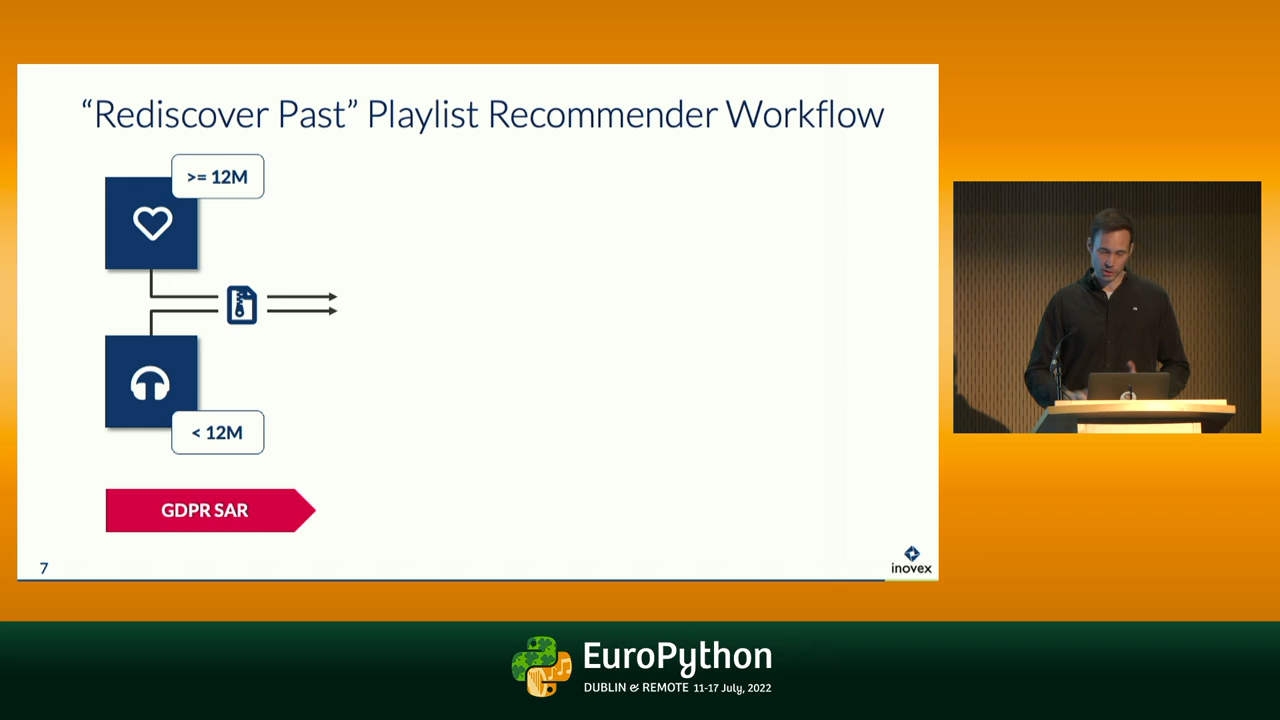 “Rediscover Past” Playlist Recommender Workflow
>= 12M
< 12M
GDPR SAR
7
inovex
EuroPython
DUBLIN & REMOTE 11-17 July, 2022